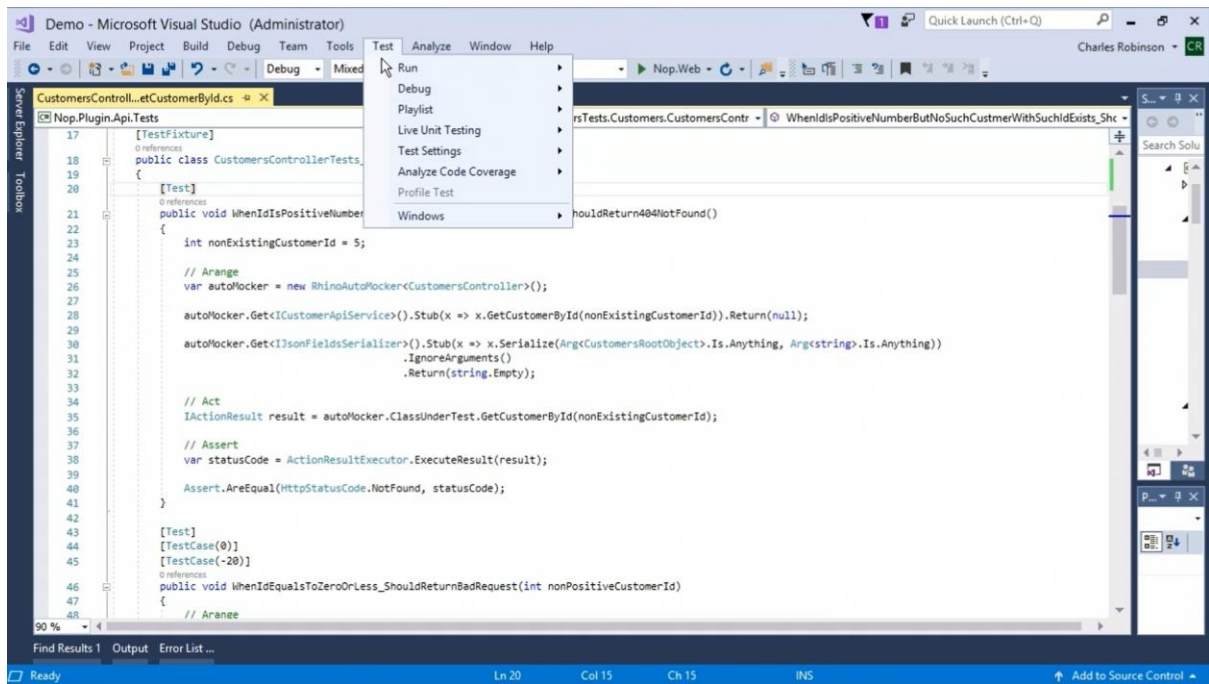 Demo - Microsoft Visual Studio (Administrator)
1
Quick Launch (Ctrl+Q)
File Edit View Project Build Debug Team Tools Test Analyze Window Help
Charles Robinson
CR
Debug
Mixed
Nop.Web
Run
Debug
Playlist
Live Unit Testing
Test Settings
Analyze Code Coverage
Profile Test
Windows
Server Explorer
Toolbox
CustomersControll...etCustomerById.cs
S...
Nop.Plugin.Api.Tests
rsTests.Customers.CustomersContr
WhenIdIsPositiveNumberButNoSuchCustmerWithSuchIdExists_Shc
Search Solu
17 [TestFixture]
0 references
18 public class CustomersControllerTests_
19 {
20 [Test]
0 references
21 public void WhenIdIsPositiveNumber houldReturn404NotFound()
22 {
23 int nonExistingCustomerId = 5;
24
25 // Arange
26 var autoMocker = new RhinoAutoMocker<CustomersController>();
27
28 autoMocker.Get<ICustomerApiService>().Stub(x => x.GetCustomerById(nonExistingCustomerId)).Return(null);
29
30 autoMocker.Get<IJsonFieldsSerializer>().Stub(x => x.Serialize(Arg<CustomersRootObject>.Is.Anything, Arg<string>.Is.Anything))
31 .IgnoreArguments()
32 .Return(string.Empty);
33
34 // Act
35 IActionResult result = autoMocker.ClassUnderTest.GetCustomerById(nonExistingCustomerId);
36
37 // Assert
38 var statusCode = ActionResultExecutor.ExecuteResult(result);
39
40 Assert.AreEqual(HttpStatusCode.NotFound, statusCode);
41 }
42
43 [Test]
44 [TestCase(0)]
45 [TestCase(-20)]
0 references
46 public void WhenIdEqualsToZeroOrLess_ShouldReturnBadRequest(int nonPositiveCustomerId)
47 {
48 // Arange
P...
90 %
Find Results 1 Output Error List ...
Ready Ln 20 Col 15 Ch 15 INS Add to Source Control